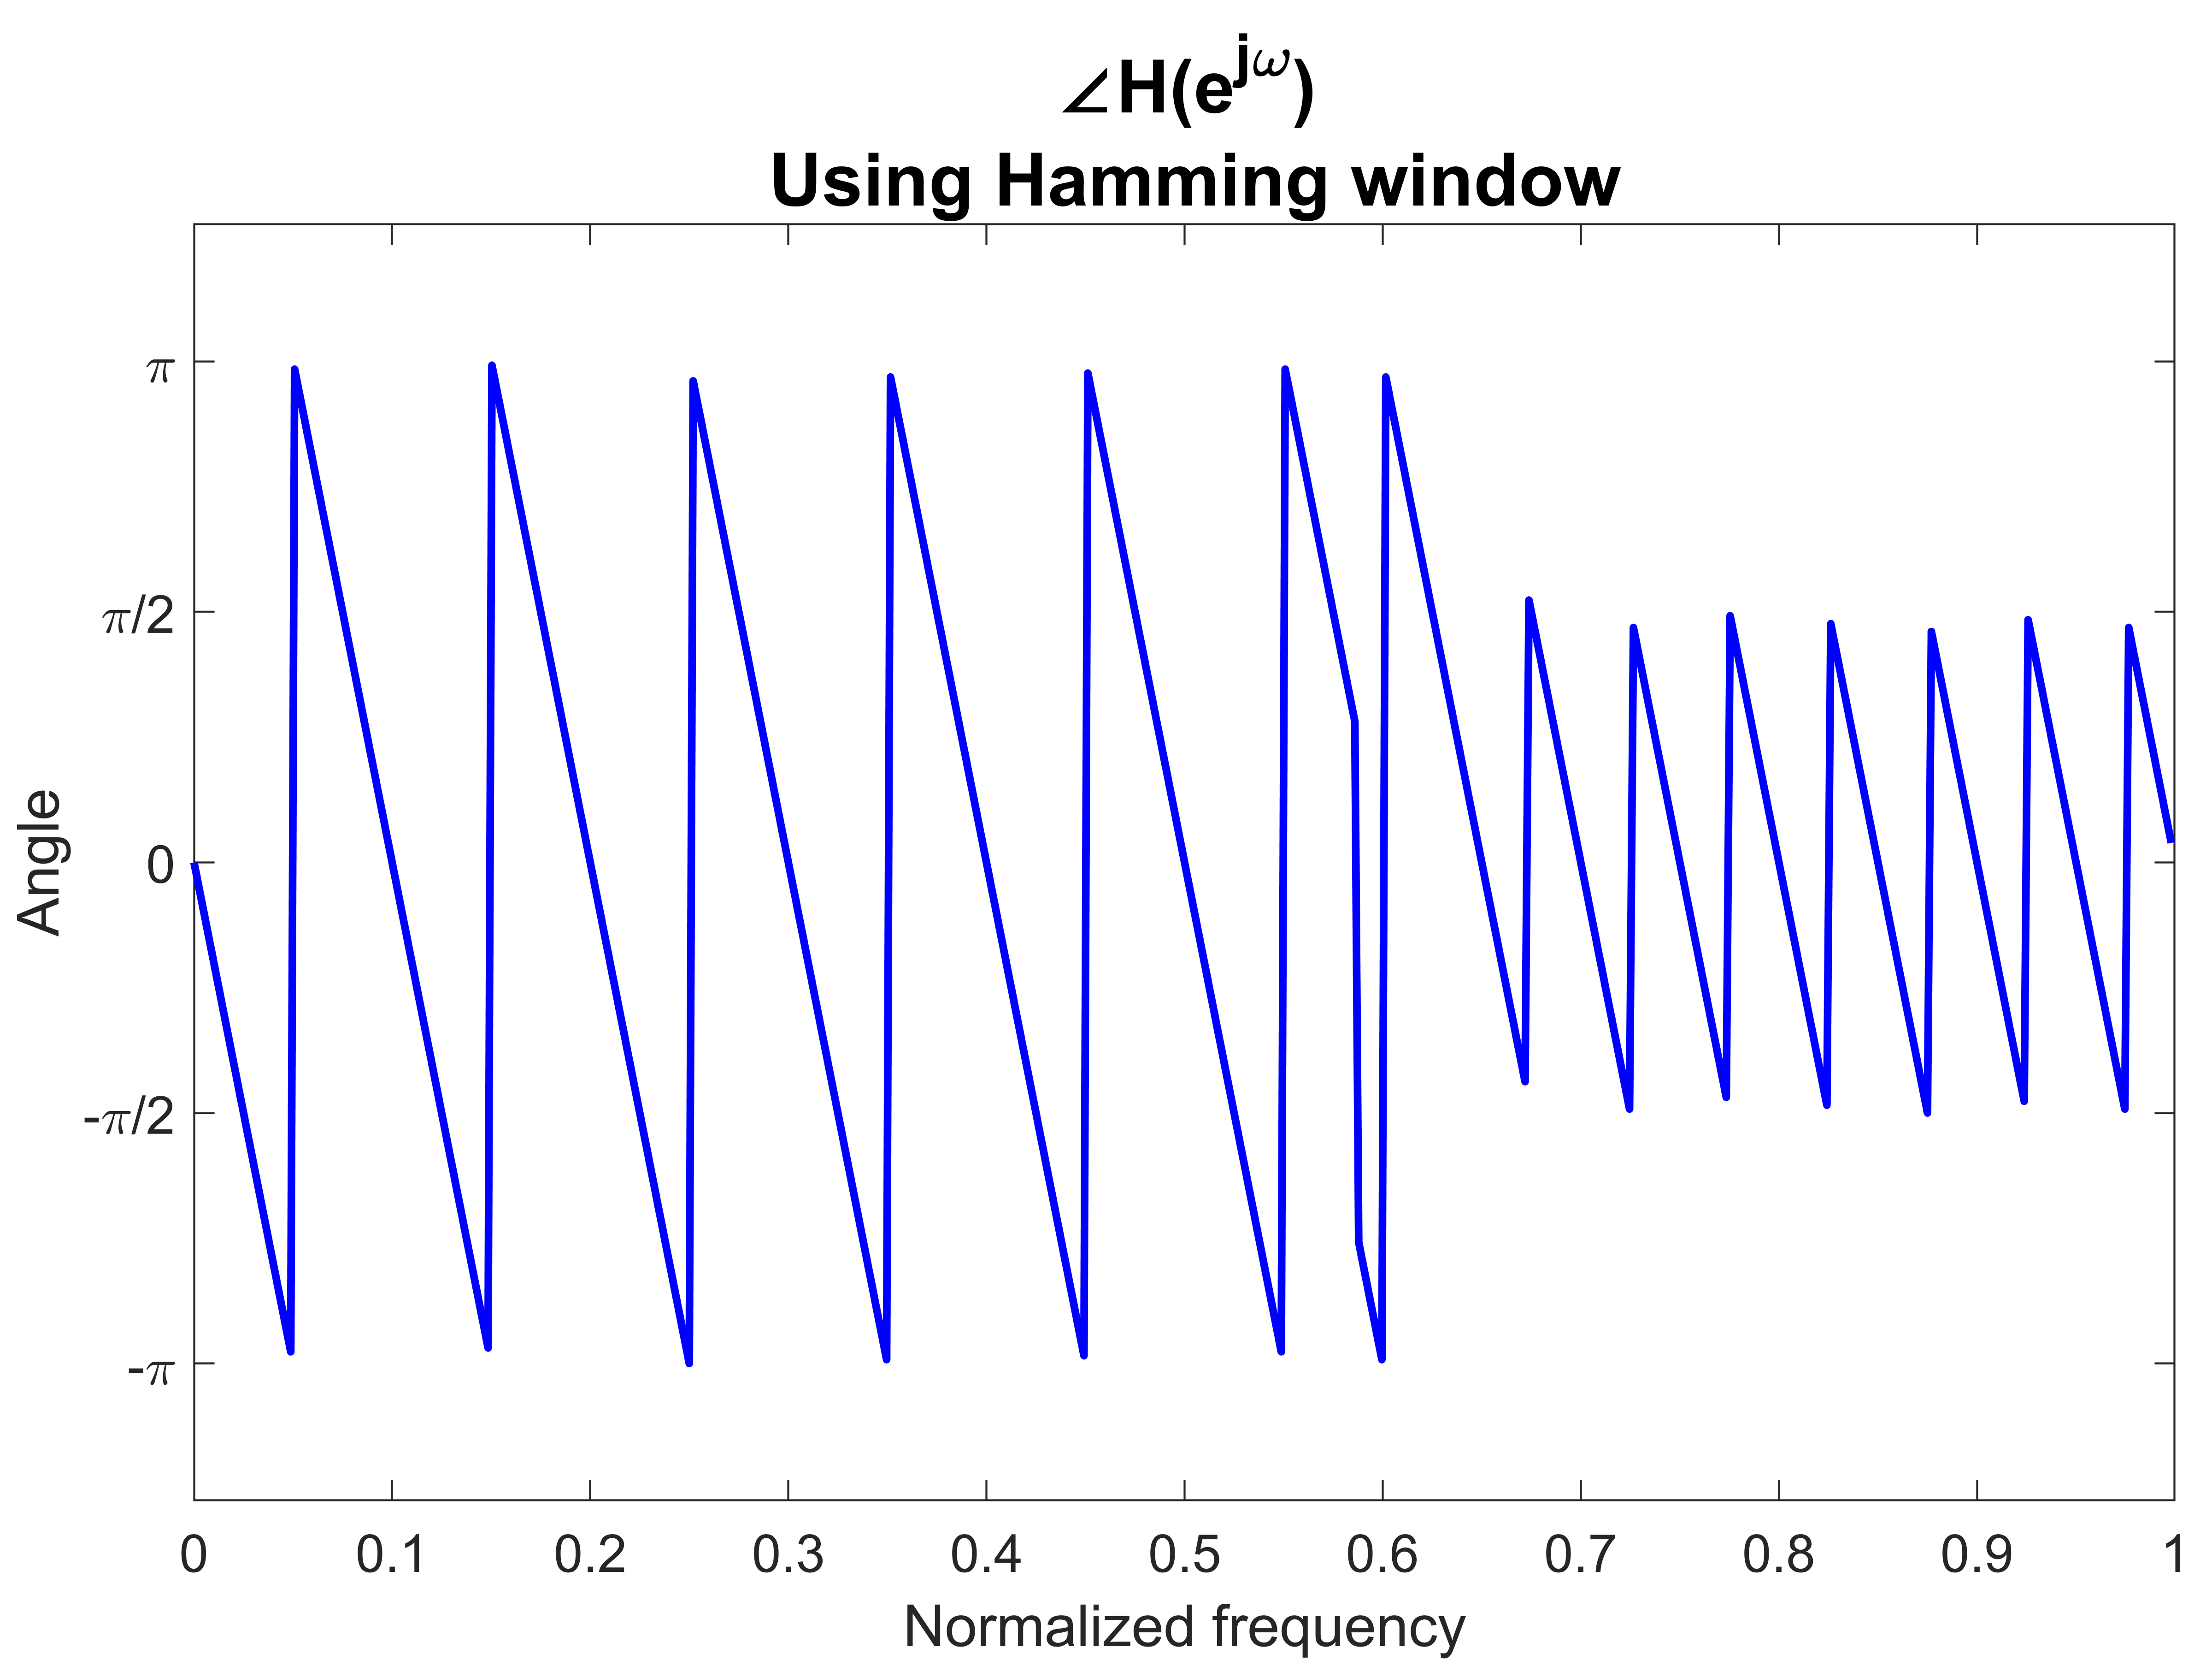 ∠H(e^{jω})
Using Hamming window
π
π/2
0
-π/2
-π
Angle
0 0.1 0.2 0.3 0.4 0.5 0.6 0.7 0.8 0.9 1
Normalized frequency